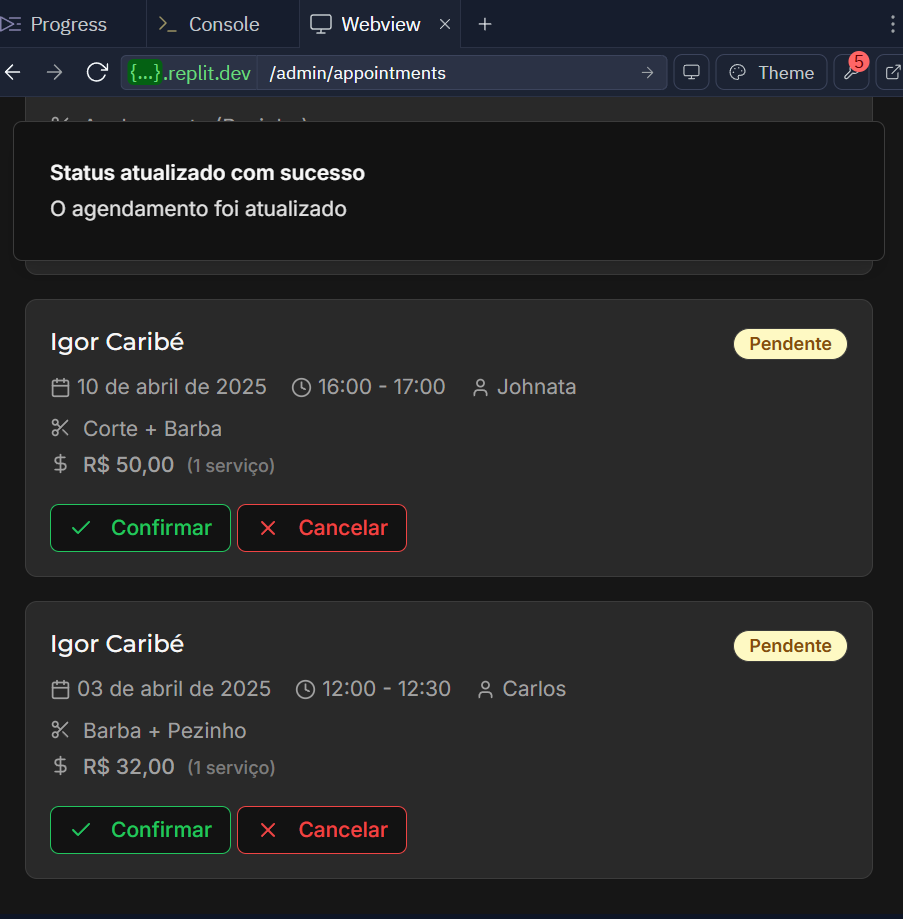 Progress
Console
Webview
{...}.replit.dev /admin/appointments
Theme
5
Status atualizado com sucesso
O agendamento foi atualizado
Igor Caribé
Pendente
10 de abril de 2025 16:00 - 17:00 Johnata
Corte + Barba
R$ 50,00 (1 serviço)
Confirmar Cancelar
Igor Caribé
Pendente
03 de abril de 2025 12:00 - 12:30 Carlos
Barba + Pezinho
R$ 32,00 (1 serviço)
Confirmar Cancelar